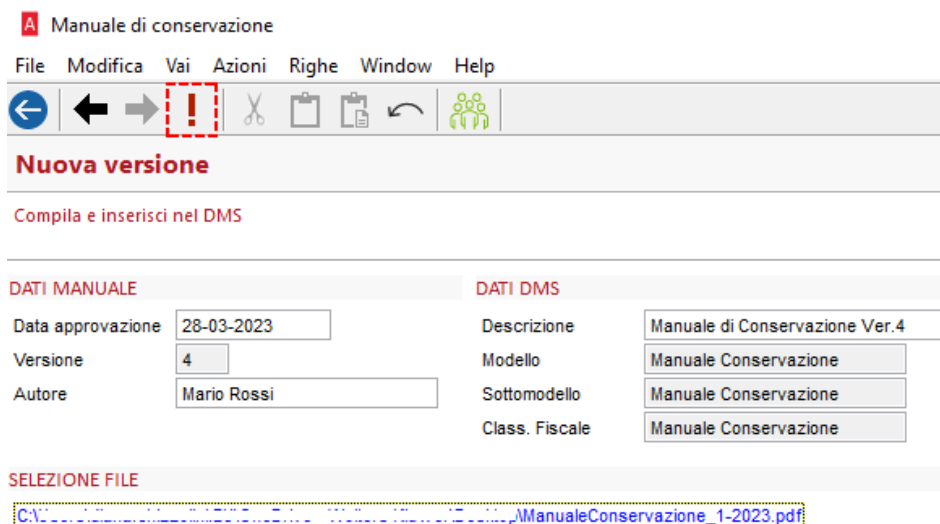 A Manuale di conservazione
File Modifica Vai Azioni Righe Window Help
Nuova versione
Compila e inserisci nel DMS
DATI MANUALE DATI DMS
Data approvazione 28-03-2023 Descrizione Manuale di Conservazione Ver.4
Versione 4 Modello Manuale Conservazione
Autore Mario Rossi Sottomodello Manuale Conservazione
Class. Fiscale Manuale Conservazione
SELEZIONE FILE
\ManualeConservazione_1-2023.pdf